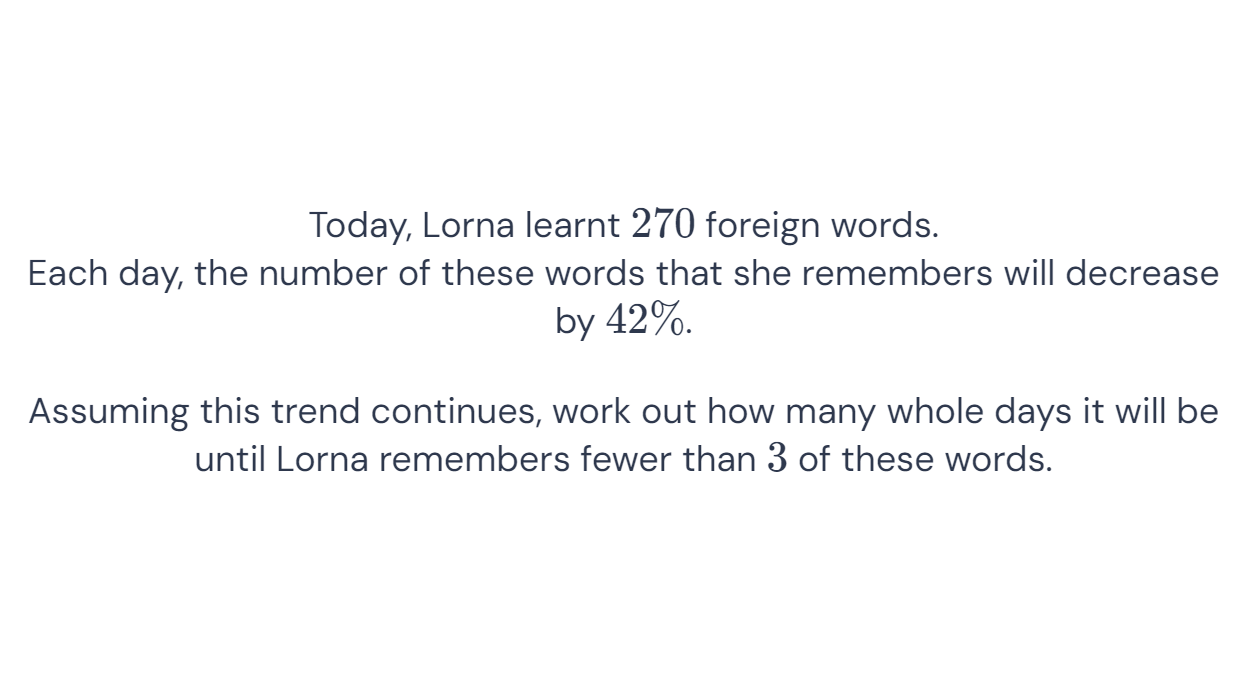 Today, Lorna learnt 270 foreign words.
Each day, the number of these words that she remembers will decrease
by 42%.
Assuming this trend continues, work out how many whole days it will be
until Lorna remembers fewer than 3 of these words.